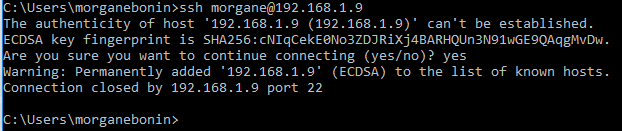 C:\Users\morganebonin>ssh morgane@192.168.1.9
The authenticity of host '192.168.1.9 (192.168.1.9)' can't be established.
ECDSA key fingerprint is SHA256:cNIqCekE0No3ZDJRiXj4BARHQUn3N91wGE9QAqgMvDw.
Are you sure you want to continue connecting (yes/no)? yes
Warning: Permanently added '192.168.1.9' (ECDSA) to the list of known hosts.
Connection closed by 192.168.1.9 port 22
C:\Users\morganebonin>